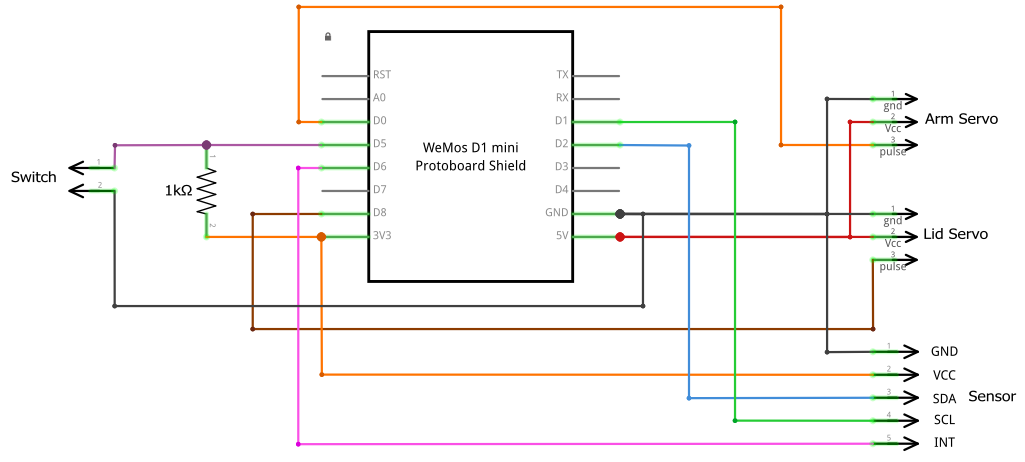 RST
TX
A0
RX
1
gnd
2
Vcc
3
pulse
Arm Servo
D0
D1
D5
WeMos D1 mini
Protoboard Shield
D2
D6
D3
Switch
1
2
1
1kΩ
2
D7
D4
D8
GND
3V3
5V
1
gnd
2
Vcc
3
pulse
Lid Servo
1
GND
2
VCC
3
SDA
Sensor
4
SCL
5
INT